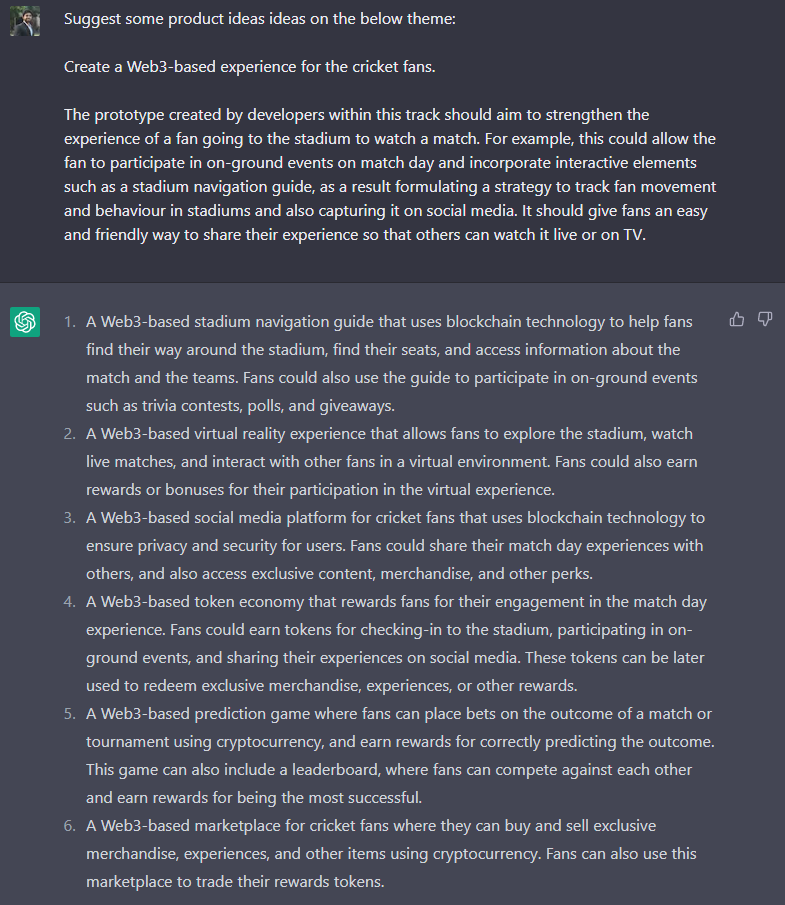 Suggest some product ideas ideas on the below theme:
Create a Web3-based experience for the cricket fans.
The prototype created by developers within this track should aim to strengthen the
experience of a fan going to the stadium to watch a match. For example, this could allow the
fan to participate in on-ground events on match day and incorporate interactive elements
such as a stadium navigation guide, as a result formulating a strategy to track fan movement
and behaviour in stadiums and also capturing it on social media. It should give fans an easy
and friendly way to share their experience so that others can watch it live or on TV.
1. A Web3-based stadium navigation guide that uses blockchain technology to help fans
find their way around the stadium, find their seats, and access information about the
match and the teams. Fans could also use the guide to participate in on-ground events
such as trivia contests, polls, and giveaways.
2. A Web3-based virtual reality experience that allows fans to explore the stadium, watch
live matches, and interact with other fans in a virtual environment. Fans could also earn
rewards or bonuses for their participation in the virtual experience.
3. A Web3-based social media platform for cricket fans that uses blockchain technology to
ensure privacy and security for users. Fans could share their match day experiences with
others, and also access exclusive content, merchandise, and other perks.
4. A Web3-based token economy that rewards fans for their engagement in the match day
experience. Fans could earn tokens for checking-in to the stadium, participating in on-
ground events, and sharing their experiences on social media. These tokens can be later
used to redeem exclusive merchandise, experiences, or other rewards.
5. A Web3-based prediction game where fans can place bets on the outcome of a match or
tournament using cryptocurrency, and earn rewards for correctly predicting the outcome.
This game can also include a leaderboard, where fans can compete against each other
and earn rewards for being the most successful.
6. A Web3-based marketplace for cricket fans where they can buy and sell exclusive
merchandise, experiences, and other items using cryptocurrency. Fans can also use this
marketplace to trade their rewards tokens.